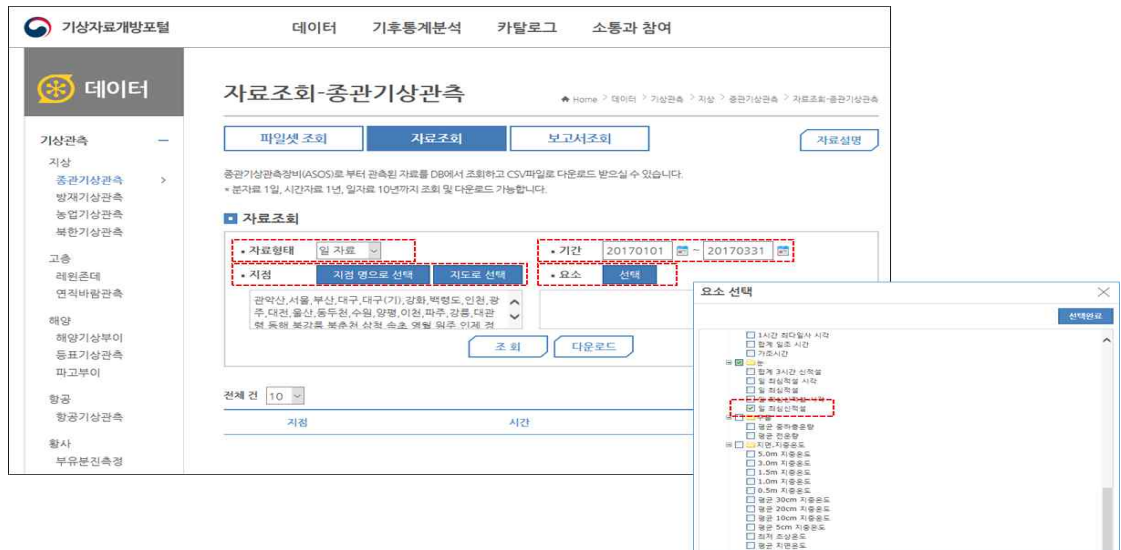 기상자료개방포털
데이터 기후통계분석 카탈로그 소통과 참여
데이터
기상관측
지상
종관기상관측 >
방재기상관측
농업기상관측
북한기상관측
고층
레윈존데
연직바람관측
해양
해양기상부이
등표기상관측
파고부이
항공
항공기상관측
황사
부유분진측정
자료조회-종관기상관측
Home > 데이터 > 기상관측 > 지상 > 종관기상관측 > 자료조회-종관기상관측
파일셋 조회 자료조회 보고서조회 자료설명
종관기상관측장비(ASOS)로 부터 관측된 자료를 DB에서 조회하고 CSV파일로 다운로드 받으실 수 있습니다.
* 분자료 1일, 시간자료 1년, 일자료 10년까지 조회 및 다운로드 가능합니다.
자료조회
• 자료형태 일 자료 • 기간 20170101 ~ 20170331
• 지점 지점 명으로 선택 지도로 선택 • 요소 선택
관악산,서울,부산,대구,대구(기),강화,백령도,인천,광
주,대전,울산,동두천,수원,양평,이천,파주,강릉,대관
령,동해,북강릉,북춘천,삼척,속초,영월,원주,인제,정
조 회 다운로드
전체 건 10
지점 시간
요소 선택
선택완료
1시간 최다일사 시각
합계 일조 시간
가조시간
눈
합계 3시간 신적설
일 최심적설 시각
일 최심적설
일 최심신적설 시각
일 최심신적설
구름
평균 중하층운량
평균 전운량
지면,지중온도
5.0m 지중온도
3.0m 지중온도
1.5m 지중온도
1.0m 지중온도
0.5m 지중온도
평균 30cm 지중온도
평균 20cm 지중온도
평균 10cm 지중온도
평균 5cm 지중온도
최저 초상온도
평균 지면온도